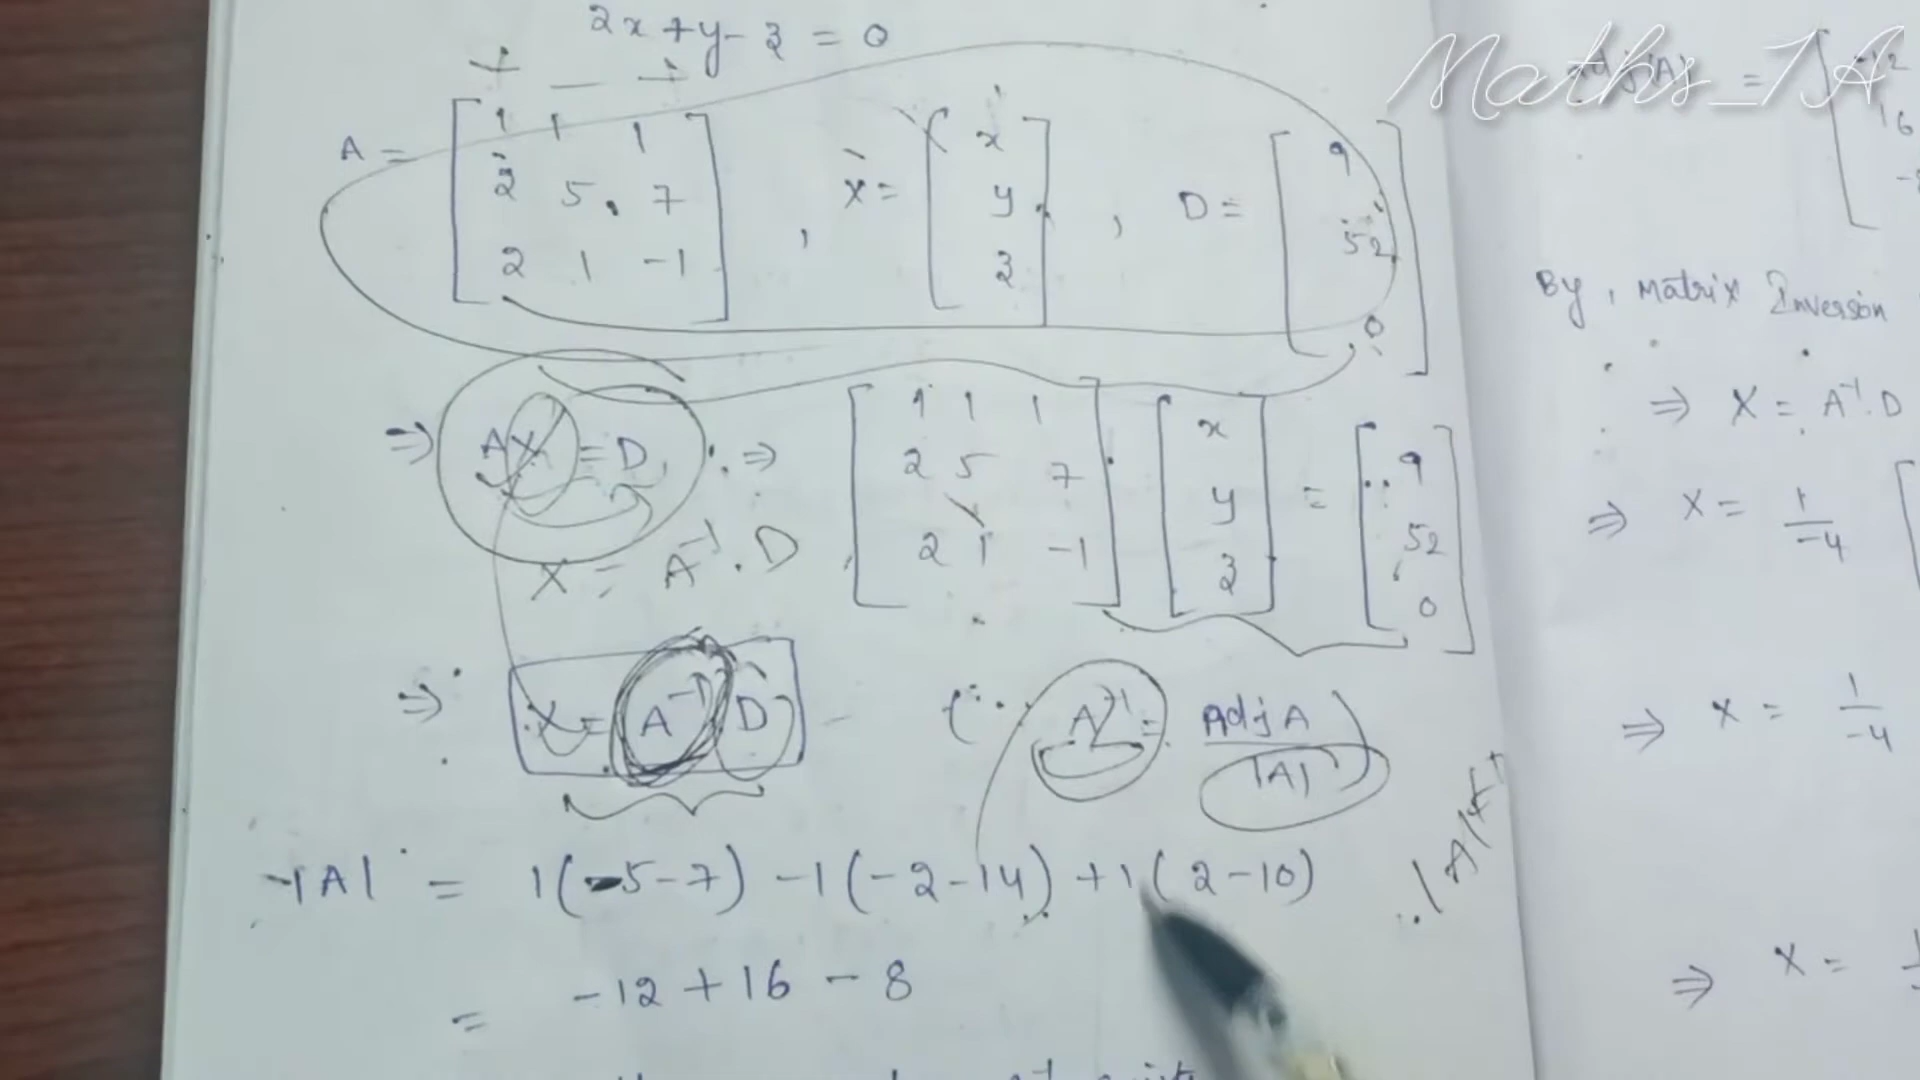 2x + y - z = 0
+ - +
A = [ 1 1 1
2 5 7
2 1 -1 ] , X = [ x
y
z ] , D = [ 9
52
0 ]
⇒ AX = D ⇒ [ 1 1 1
2 5 7
2 1 -1 ] [ x
y
z ] = [ 9
52
0 ]
X = A⁻¹ . D
⇒ X = A⁻¹ D (∵ A⁻¹ = Adj A / |A| )
|A| = 1(-5-7) -1(-2-14) +1(2-10)
= -12 + 16 - 8
Maths_1A
By, Matrix Inversion
⇒ X = A⁻¹. D
⇒ X = 1/-4 [
⇒ X = 1/-4
⇒ X =